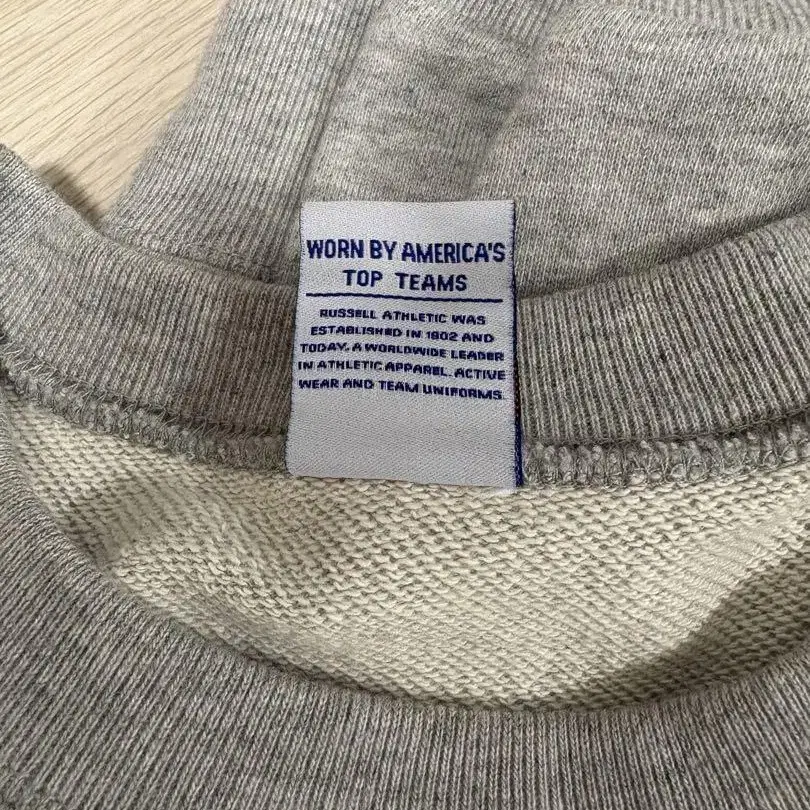 WORN BY AMERICA'S
TOP TEAMS
RUSSELL ATHLETIC WAS
ESTABLISHED IN 1902 AND
TODAY. A WORLDWIDE LEADER
IN ATHLETIC APPAREL. ACTIVE
WEAR AND TEAM UNIFORMS